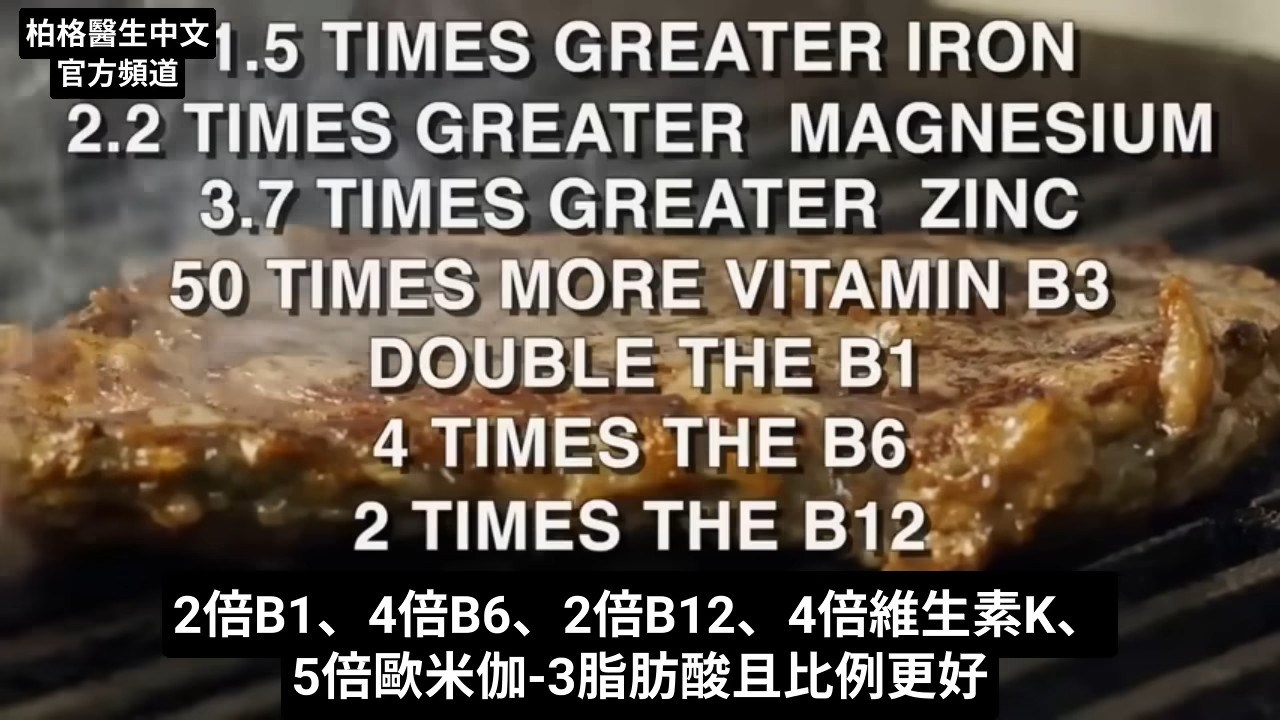 柏格醫生中文
官方頻道
1.5 TIMES GREATER IRON
2.2 TIMES GREATER MAGNESIUM
3.7 TIMES GREATER ZINC
50 TIMES MORE VITAMIN B3
DOUBLE THE B1
4 TIMES THE B6
2 TIMES THE B12
2倍B1、4倍B6、2倍B12、4倍維生素K、
5倍歐米伽-3脂肪酸且比例更好